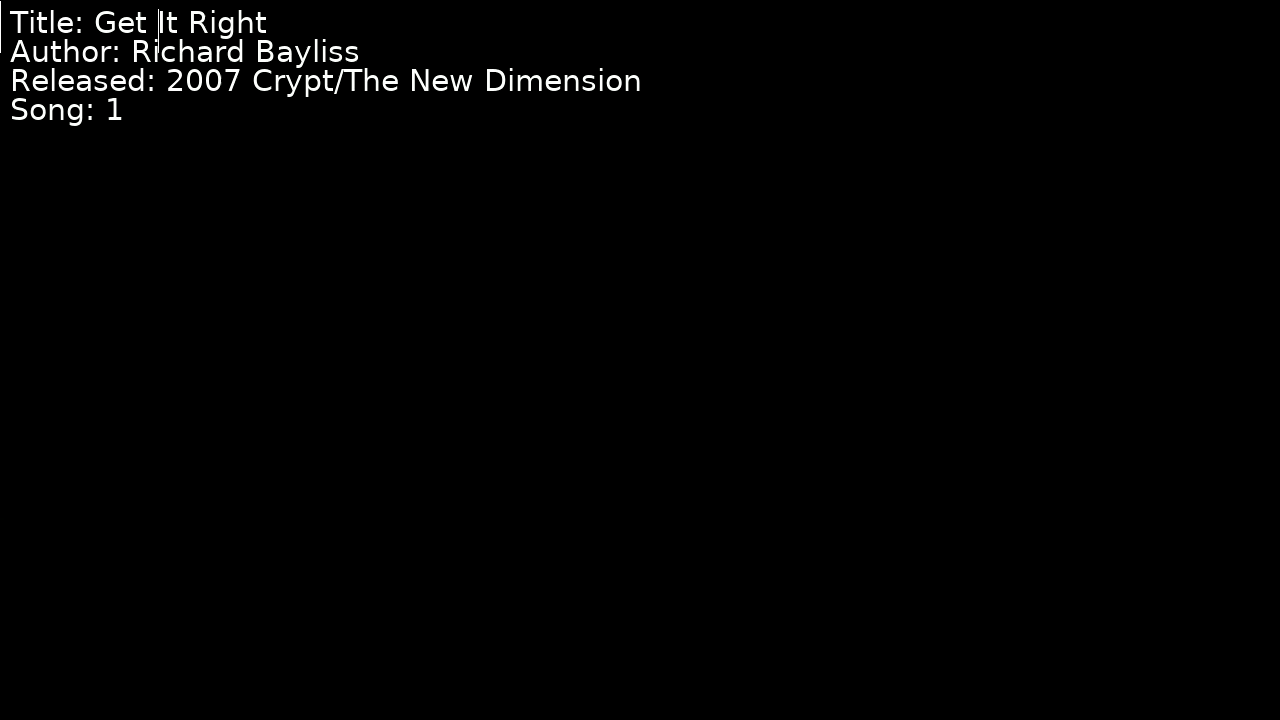 Title: Get It Right
Author: Richard Bayliss
Released: 2007 Crypt/The New Dimension
Song: 1